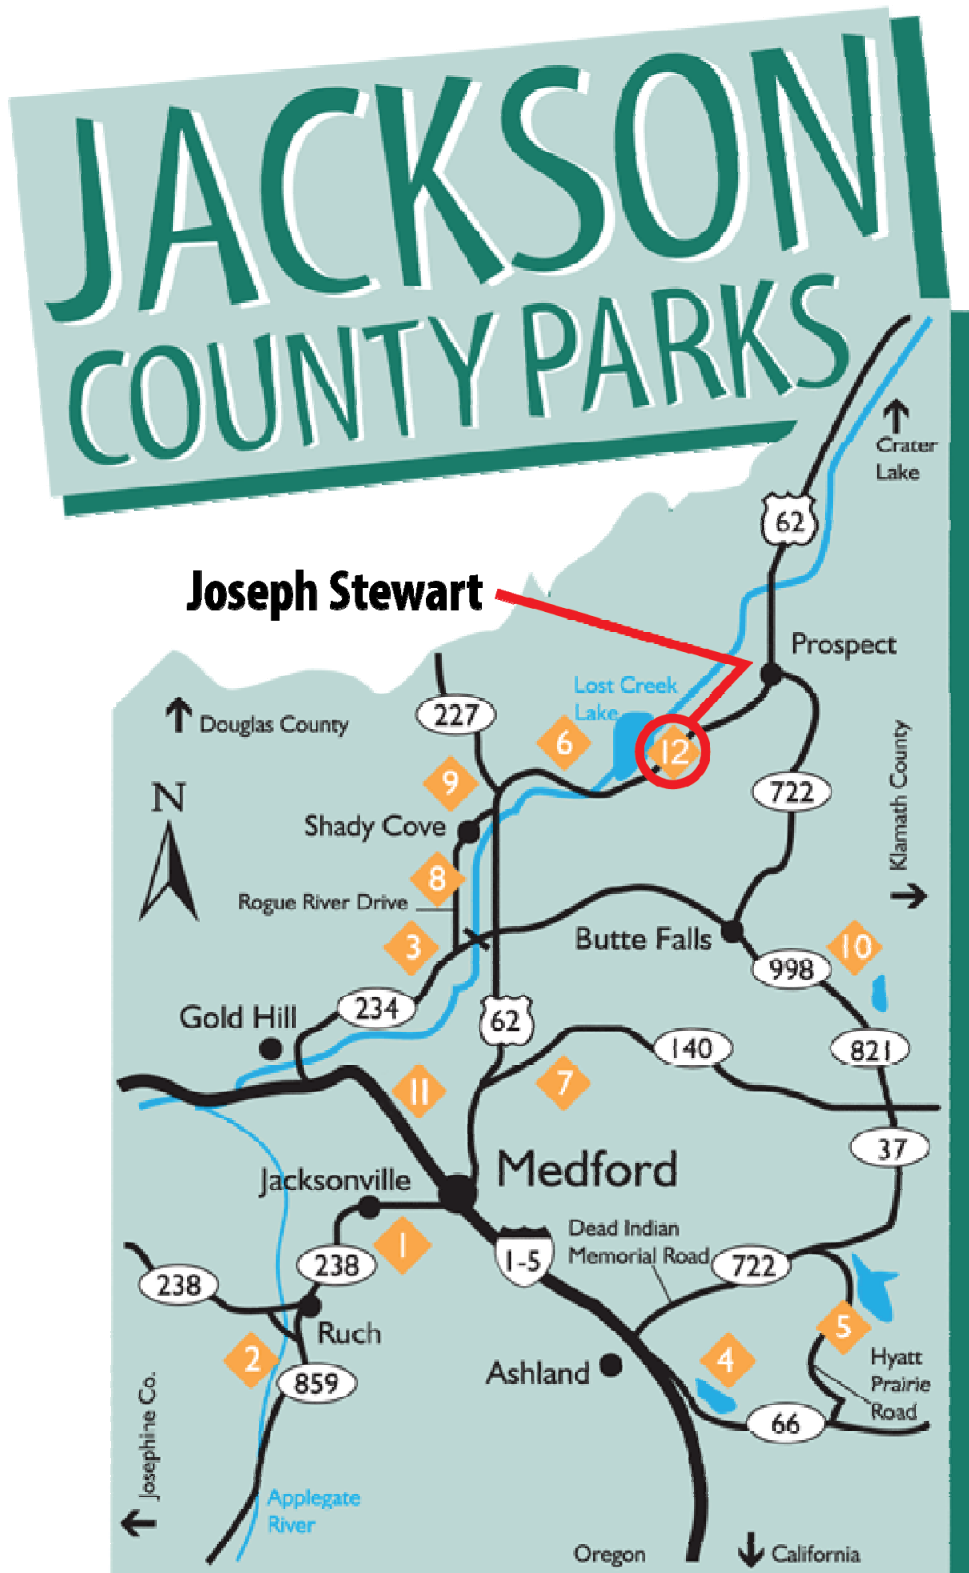 JACKSON
COUNTY PARKS
Crater
Lake
62
Joseph Stewart
Prospect
Lost Creek
Lake
227
Douglas County
6
12
9
722
Klamath County
N
Shady Cove
8
Rogue River Drive
3
Butte Falls
10
998
234
Gold Hill
62
140
821
11
7
37
Medford
Jacksonville
Dead Indian
Memorial Road
1
238
I-5
722
238
5
Ruch
2
4
Hyatt
Prairie
Road
Ashland
859
66
Josephine Co.
Applegate
River
Oregon
California